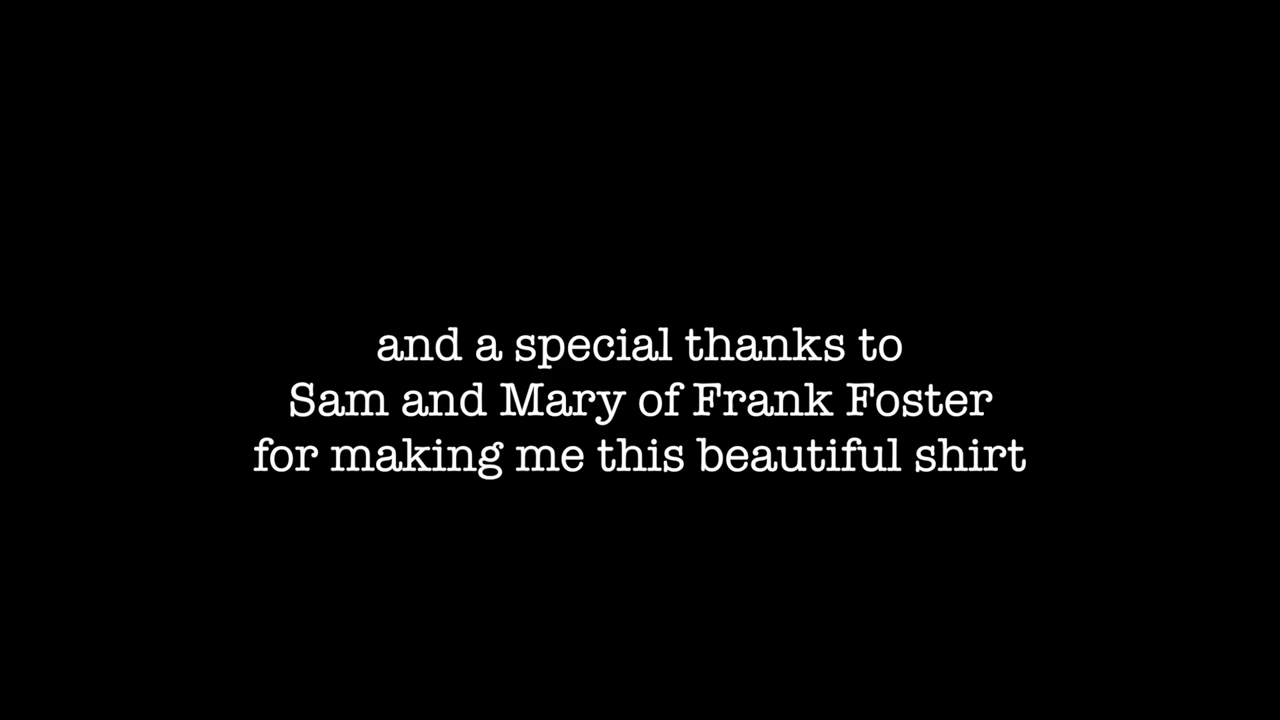 and a special thanks to
Sam and Mary of Frank Foster
for making me this beautiful shirt